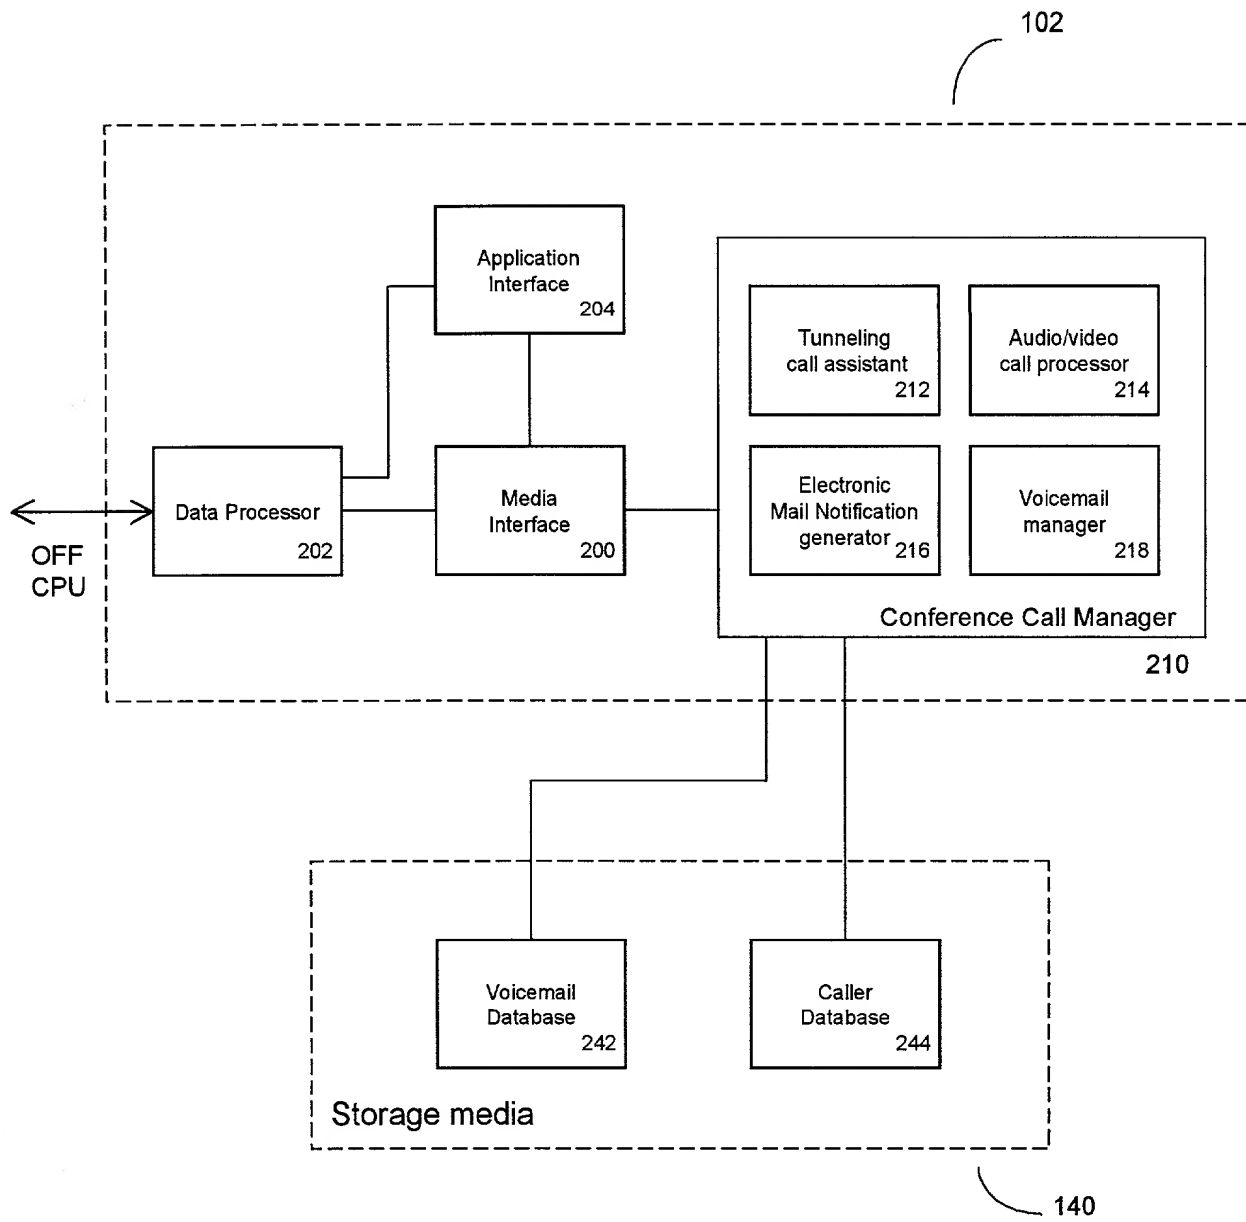 102
Application
Interface
204
Tunneling
call assistant
212
Audio/video
call processor
214
Data Processor
202
Media
Interface
200
Electronic
Mail Notification
generator
216
Voicemail
manager
218
OFF
CPU
Conference Call Manager
210
Voicemail
Database
242
Caller
Database
244
Storage media
140